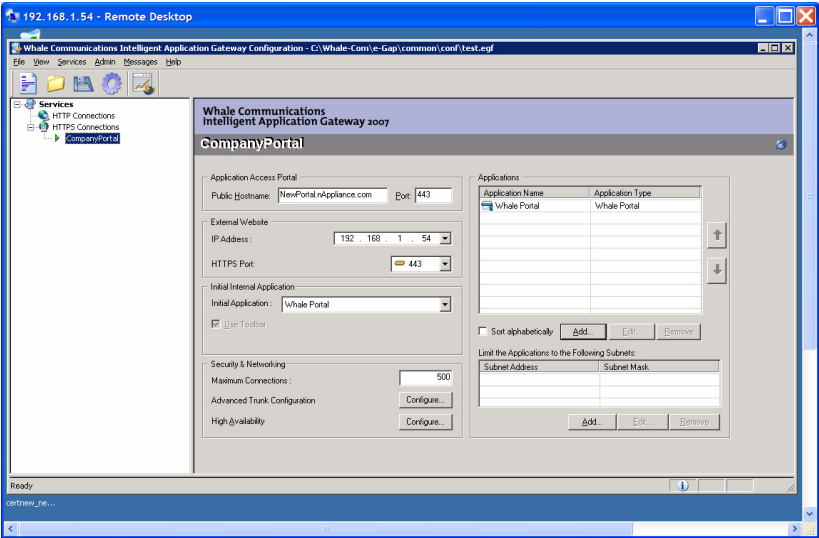 192.168.1.54 - Remote Desktop
Whale Communications Intelligent Application Gateway Configuration - C:\Whale-Com\e-Gap\common\conf\test.egf
File View Services Admin Messages Help
Services
HTTP Connections
HTTPS Connections
CompanyPortal
Whale Communications
Intelligent Application Gateway 2007
CompanyPortal
Application Access Portal
Public Hostname: NewPortal.nAppliance.com Port: 443
External Website
IP Address : 192 . 168 . 1 . 54
HTTPS Port: 443
Initial Internal Application
Initial Application : Whale Portal
Use Toolbar
Security & Networking
Maximum Connections : 500
Advanced Trunk Configuration Configure...
High Availability Configure...
Applications
Application Name Application Type
Whale Portal Whale Portal
Sort alphabetically Add... Edit... Remove
Limit the Applications to the Following Subnets:
Subnet Address Subnet Mask
Add... Edit... Remove
Ready
certnew_ne...